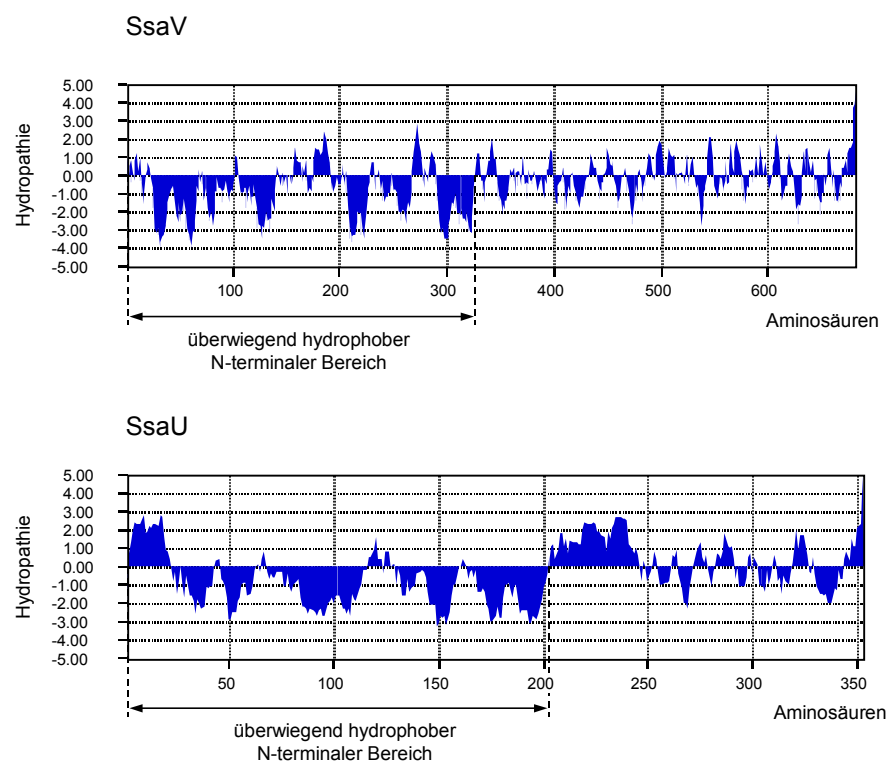 SsaV
Hydropathie
5.00
4.00
3.00
2.00
1.00
0.00
-1.00
-2.00
-3.00
-4.00
-5.00
100 200 300 400 500 600
Aminosäuren
überwiegend hydrophober
N-terminaler Bereich
SsaU
Hydropathie
5.00
4.00
3.00
2.00
1.00
0.00
-1.00
-2.00
-3.00
-4.00
-5.00
50 100 150 200 250 300 350
Aminosäuren
überwiegend hydrophober
N-terminaler Bereich